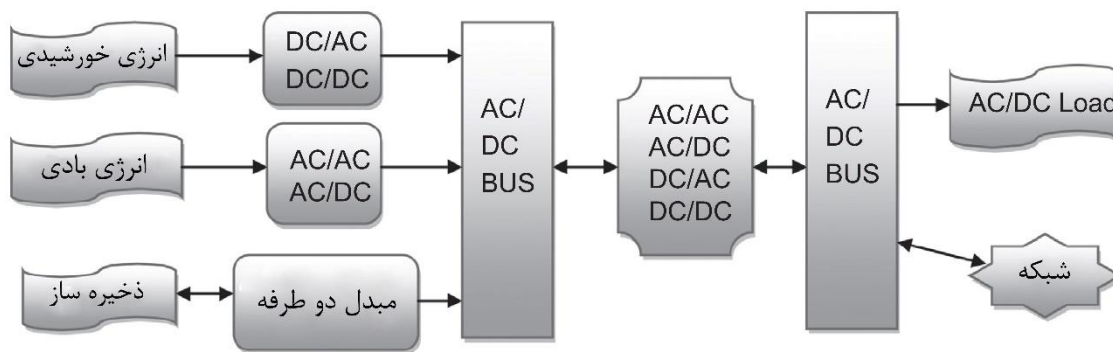 انرژی خورشیدی
DC/AC
DC/DC
انرژی بادی
AC/AC
AC/DC
ذخیره ساز
مبدل دو طرفه
AC/
DC
BUS
AC/AC
AC/DC
DC/AC
DC/DC
AC/
DC
BUS
AC/DC Load
شبکه